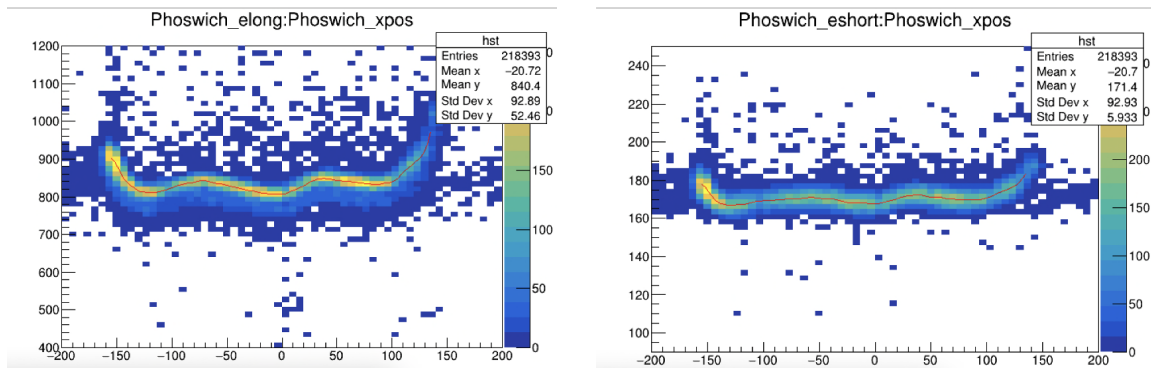 Phoswich_elong:Phoswich_xpos
hst
Entries 218393
Mean x −20.72
Mean y 840.4
Std Dev x 92.89
Std Dev y 52.46
1200
1100
1000
900
800
700
600
500
400
−200 −150 −100 −50 0 50 100 150 200
0
0
150
100
50
0
Phoswich_eshort:Phoswich_xpos
hst
Entries 218393
Mean x −20.7
Mean y 171.4
Std Dev x 92.93
Std Dev y 5.933
240
220
200
180
160
140
120
100
−200 −150 −100 −50 0 50 100 150 200
0
0
200
150
100
50
0